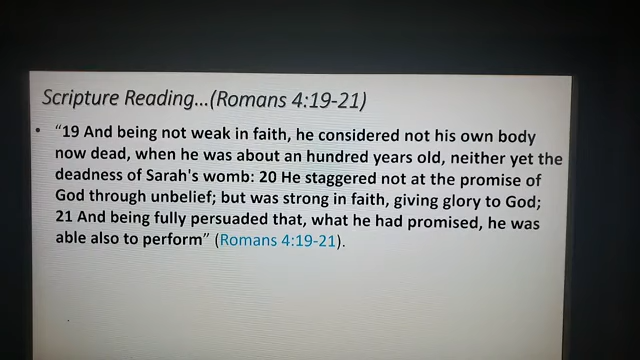 Scripture Reading...(Romans 4:19-21)
• "19 And being not weak in faith, he considered not his own body
now dead, when he was about an hundred years old, neither yet the
deadness of Sarah's womb: 20 He staggered not at the promise of
God through unbelief; but was strong in faith, giving glory to God;
21 And being fully persuaded that, what he had promised, he was
able also to perform" (Romans 4:19-21).